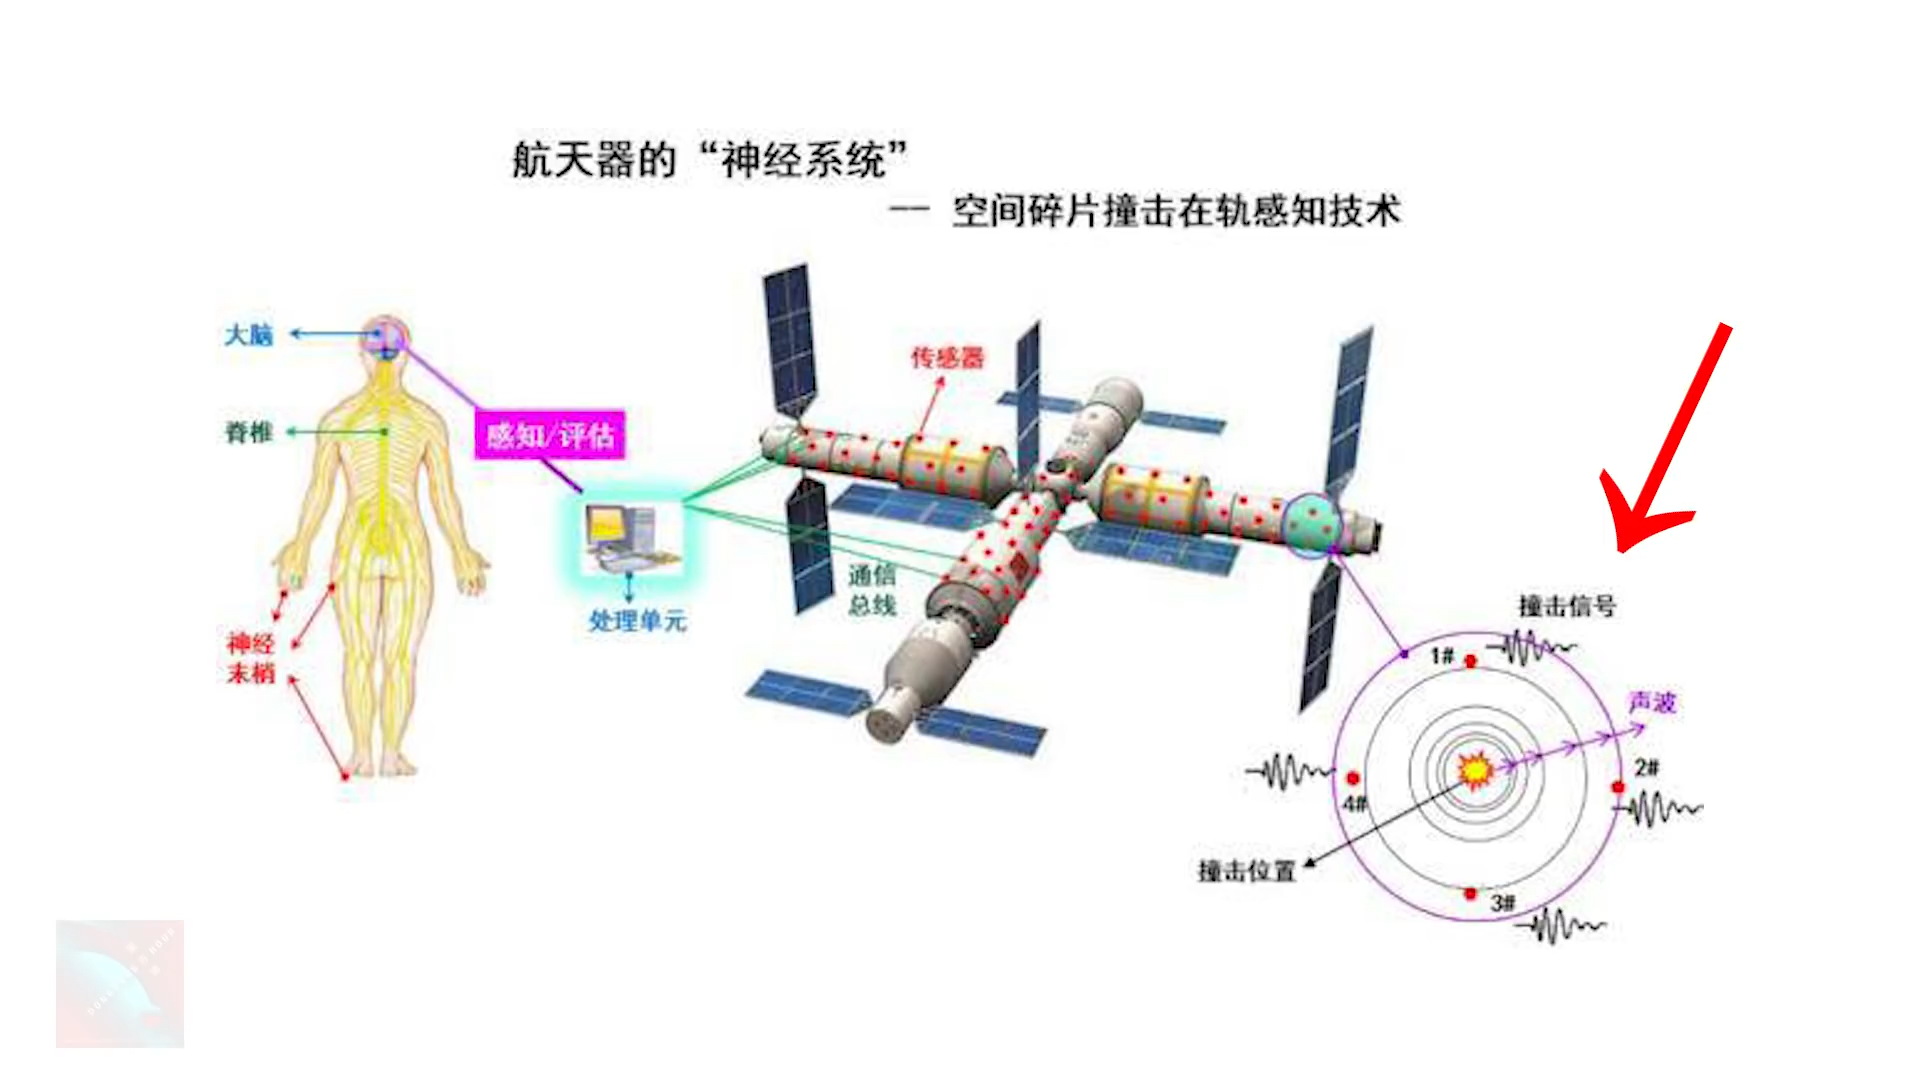 航天器的“神经系统”
-- 空间碎片撞击在轨感知技术
大脑
脊椎
神经
末梢
感知/评估
处理单元
传感器
通信
总线
撞击信号
1#
声波
2#
4#
撞击位置
3#